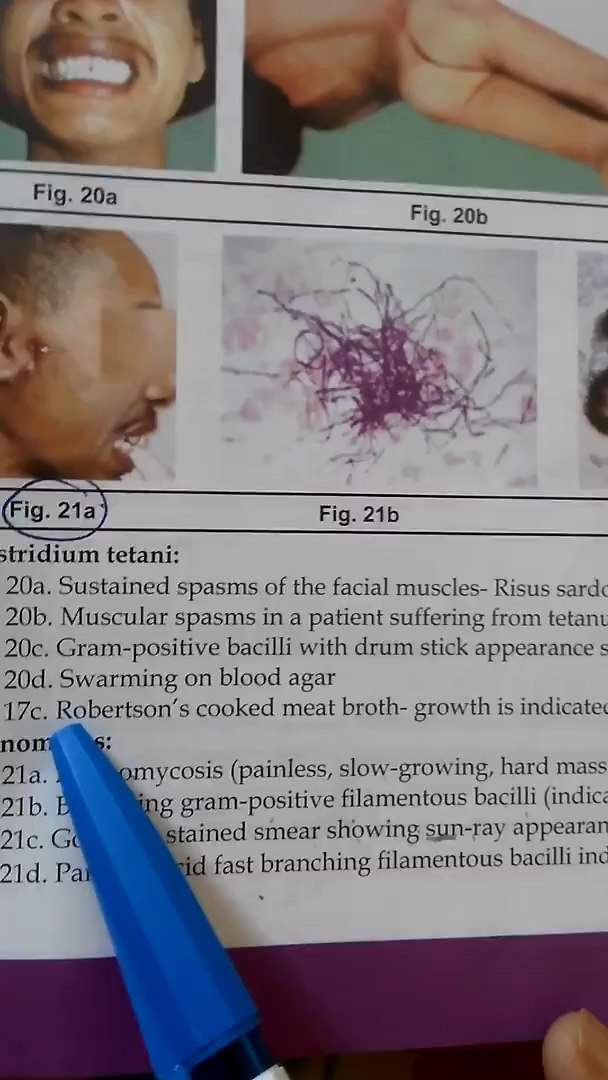 Fig. 20a
Fig. 20b
Fig. 21a
Fig. 21b
stridium tetani:
20a. Sustained spasms of the facial muscles- Risus sardo
20b. Muscular spasms in a patient suffering from tetanu
20c. Gram-positive bacilli with drum stick appearance s
20d. Swarming on blood agar
17c. Robertson's cooked meat broth- growth is indicated
nom s:
21a. omycosis (painless, slow-growing, hard mass
21b. B ing gram-positive filamentous bacilli (indica
21c. G stained smear showing sun-ray appearan
21d. Pa id fast branching filamentous bacilli ind